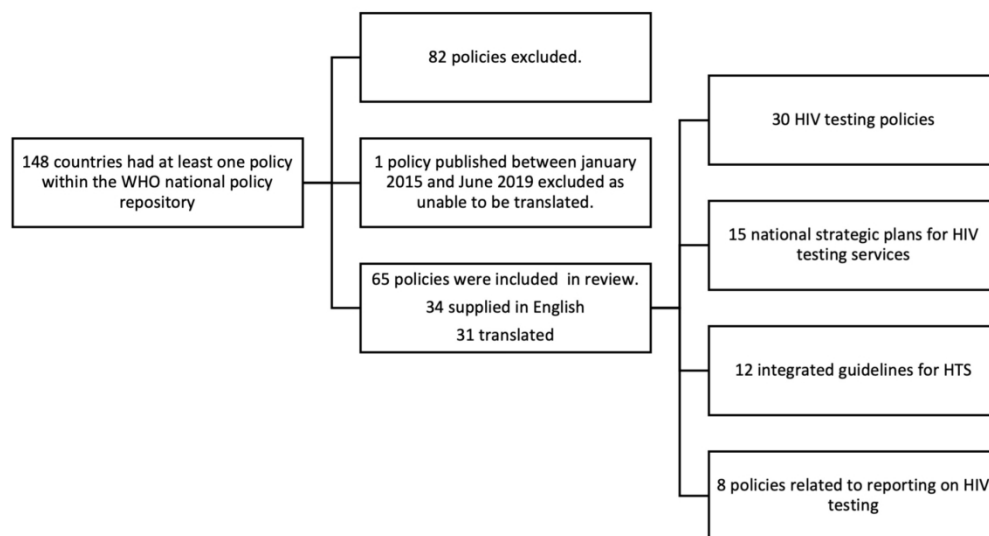 148 countries had at least one policy
within the WHO national policy
repository
82 policies excluded.
1 policy published between january
2015 and June 2019 excluded as
unable to be translated.
65 policies were included in review.
34 supplied in English
31 translated
30 HIV testing policies
15 national strategic plans for HIV
testing services
12 integrated guidelines for HTS
8 policies related to reporting on HIV
testing